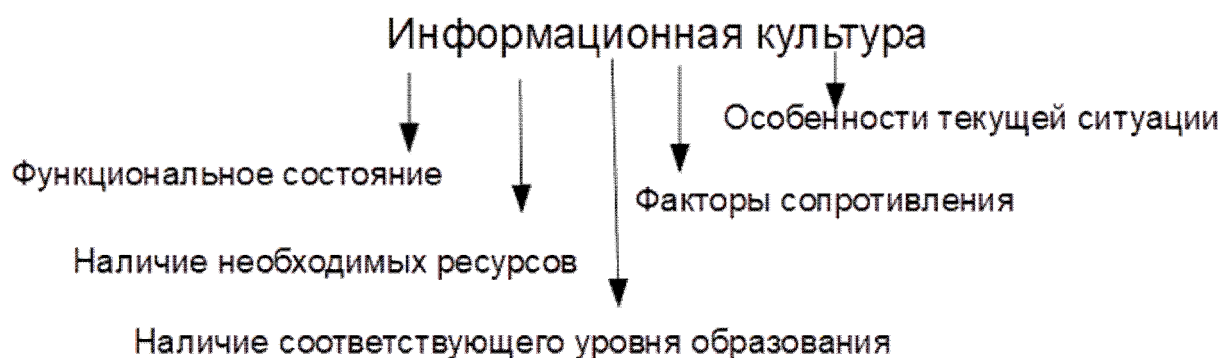 Информационная культура
Особенности текущей ситуации
Функциональное состояние
Факторы сопротивления
Наличие необходимых ресурсов
Наличие соответствующего уровня образования